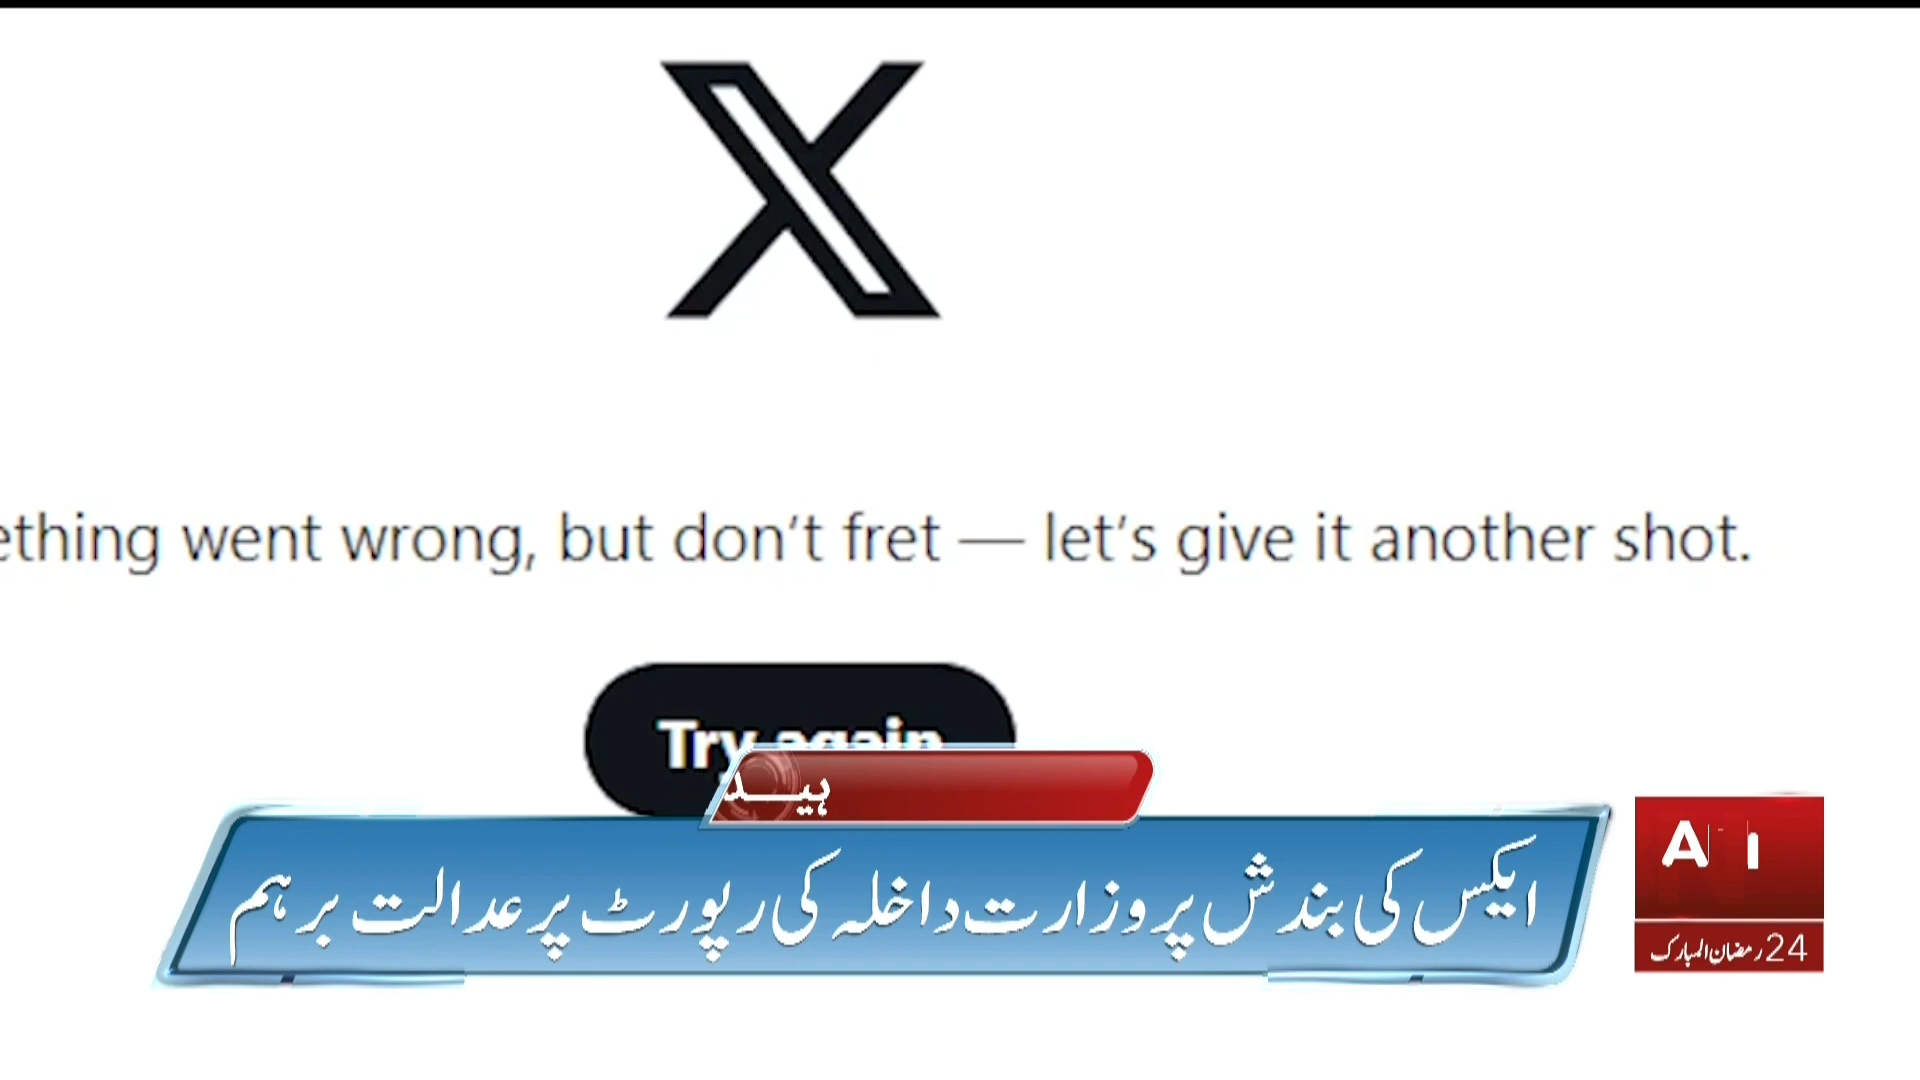 ething went wrong, but don’t fret — let’s give it another shot.
Try again
ہیڈ
ایکس کی بندش پر وزارت داخلہ کی رپورٹ پر عدالت برہم
24 رمضان المبارک